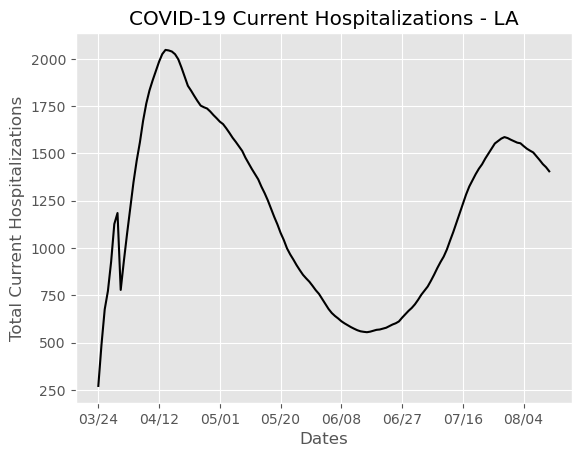 COVID-19 Current Hospitalizations - LA
Total Current Hospitalizations
2000
1750
1500
1250
1000
750
500
250
03/24 04/12 05/01 05/20 06/08 06/27 07/16 08/04
Dates